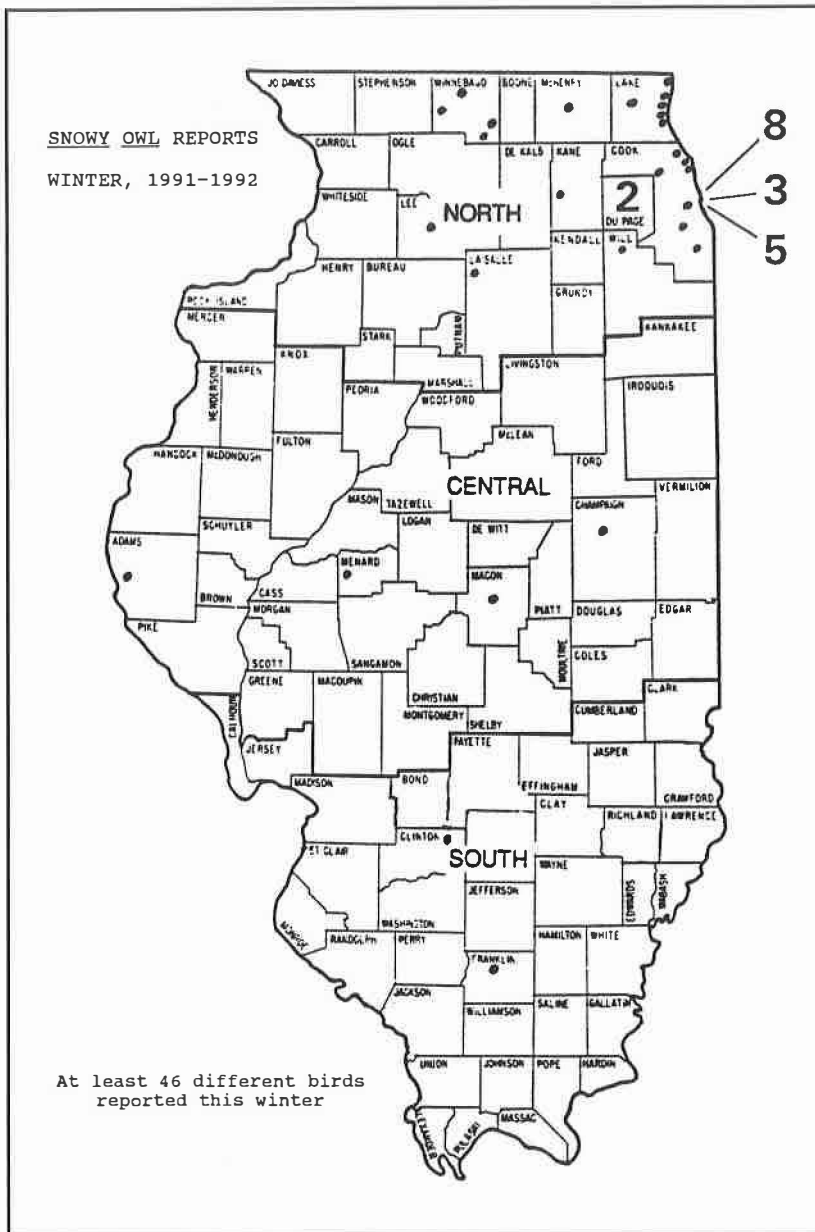 JO DAVIESS STEPHENSON WINNEBAGO BOONE McHENRY LAKE
SNOWY OWL REPORTS
WINTER, 1991-1992
CARROLL OGLE DE KALB KANE COOK
8
3
5
WHITESIDE LEE NORTH 2
DU PAGE
KENDALL WILL
HENRY BUREAU LA SALLE
GRUNDY
ROCK ISLAND
MERCER
STARK PUTNAM KANKAKEE
KNOX
HENDERSON WARREN MARSHALL LIVINGSTON
PEORIA WOODFORD IROQUOIS
McLEAN
FULTON
HANCOCK McDONOUGH FORD
CENTRAL
MASON TAZEWELL CHAMPAIGN VERMILION
LOGAN
SCHUYLER DE WITT
ADAMS MENARD MACON
CASS
BROWN MORGAN PIATT DOUGLAS EDGAR
PIKE
SCOTT SANGAMON MOULTRIE COLES
GREENE MACOUPIN CHRISTIAN CLARK
CALHOUN MONTGOMERY SHELBY CUMBERLAND
JERSEY FAYETTE JASPER
MADISON BOND EFFINGHAM CRAWFORD
CLAY RICHLAND LAWRENCE
CLINTON
ST CLAIR SOUTH WAYNE
JEFFERSON EDWARDS WABASH
MONROE WASHINGTON
RANDOLPH PERRY HAMILTON WHITE
FRANKLIN
JACKSON
WILLIAMSON SALINE GALLATIN
UNION JOHNSON POPE HARDIN
At least 46 different birds
reported this winter
ALEXANDER PULASKI MASSAC